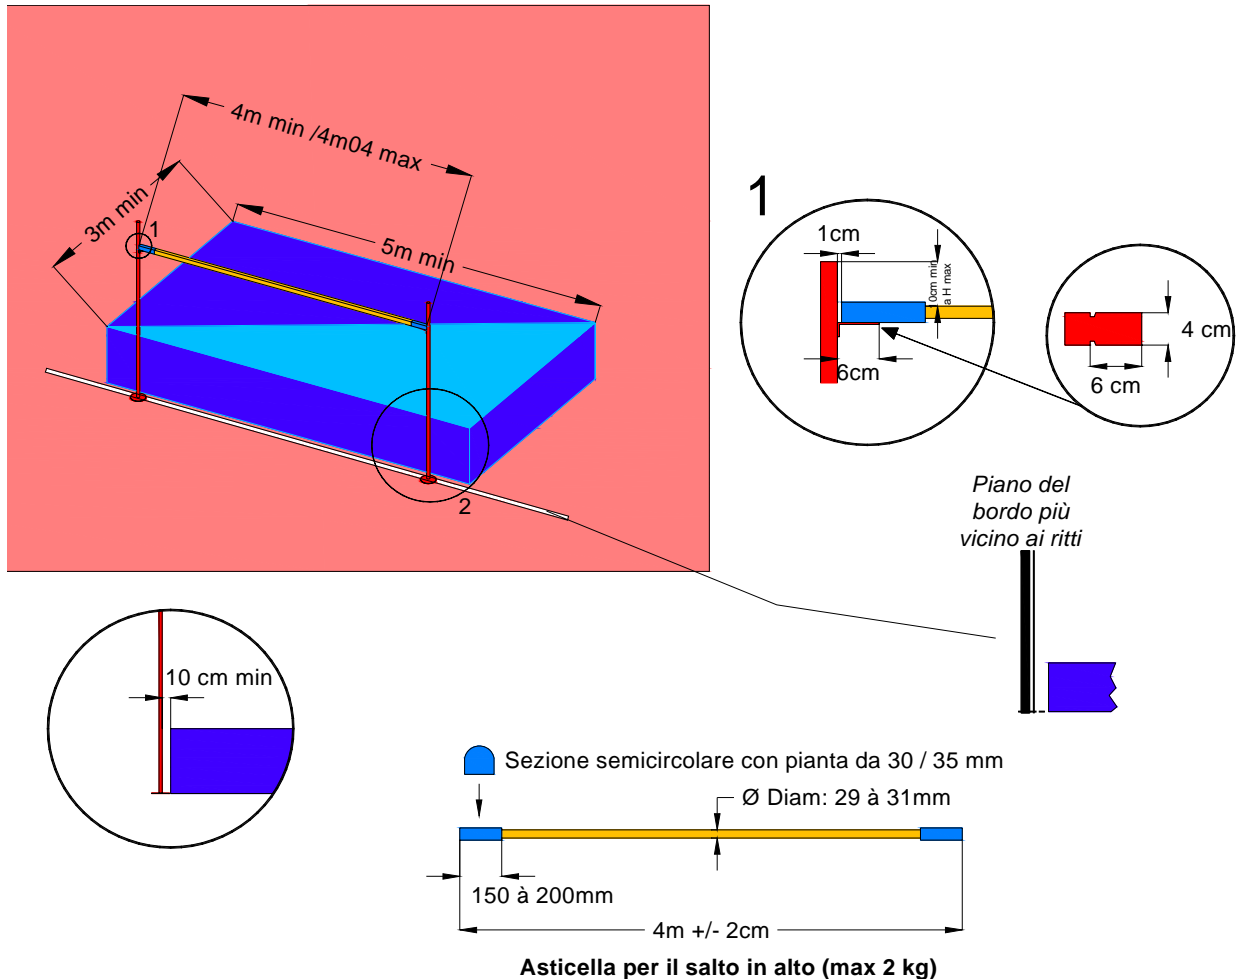 4m min /4m04 max
3m min
1
5m min
2
1
1cm
10cm min
a H max
6cm
4 cm
6 cm
Piano del
bordo più
vicino ai ritti
10 cm min
Sezione semicircolare con pianta da 30 / 35 mm
Ø Diam: 29 à 31mm
150 à 200mm
4m +/- 2cm
Asticella per il salto in alto (max 2 kg)